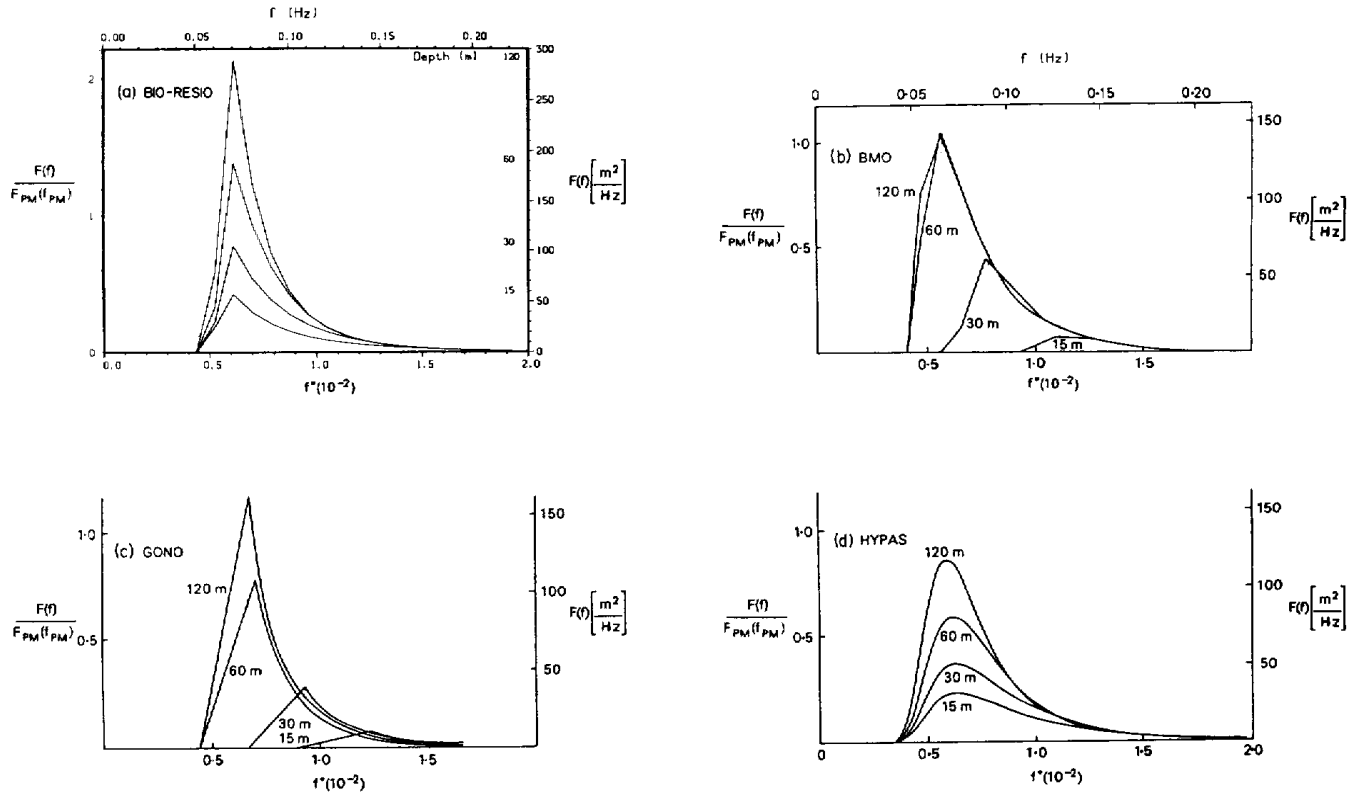 f (Hz)
0.00 0.05 0.10 0.15 0.20
Depth (m) 120 300
2
(a) BIO-RESIO
250
200
60
F(f)
F_PM(f_PM)
F(f) [m²/Hz]
150
1
30
100
15
50
0 0
0.0 0.5 1.0 1.5 2.0
f*(10⁻²)
f (Hz)
0 0·05 0·10 0·15 0·20
150
1·0
(b) BMO
120 m
100
60 m
F(f)
F_PM(f_PM)
F(f) [m²/Hz]
0·5
50
30 m
15 m
0·5 1·0 1·5
f*(10⁻²)
150
1·0
(c) GONO
120 m
100
F(f)
F_PM(f_PM)
F(f) [m²/Hz]
0·5
60 m
50
30 m
15 m
0·5 1·0 1·5
f*(10⁻²)
150
1·0
(d) HYPAS
120 m
100
F(f)
F_PM(f_PM)
F(f) [m²/Hz]
60 m
0·5
50
30 m
15 m
0 0·5 1·0 1·5 2·0
f*(10⁻²)